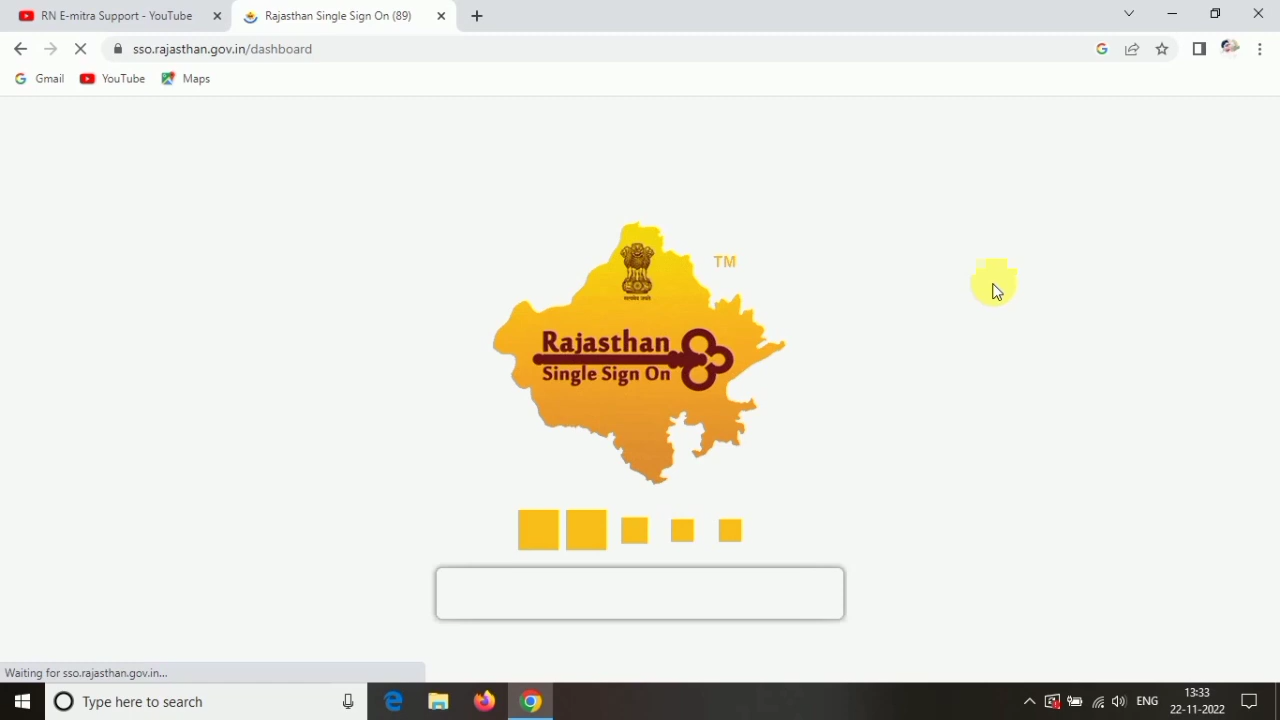 RN E-mitra Support - YouTube
Rajasthan Single Sign On (89)
sso.rajasthan.gov.in/dashboard
Gmail
YouTube
Maps
TM
Rajasthan
Single Sign On
Waiting for sso.rajasthan.gov.in...
Type here to search
ENG
13:33
22-11-2022